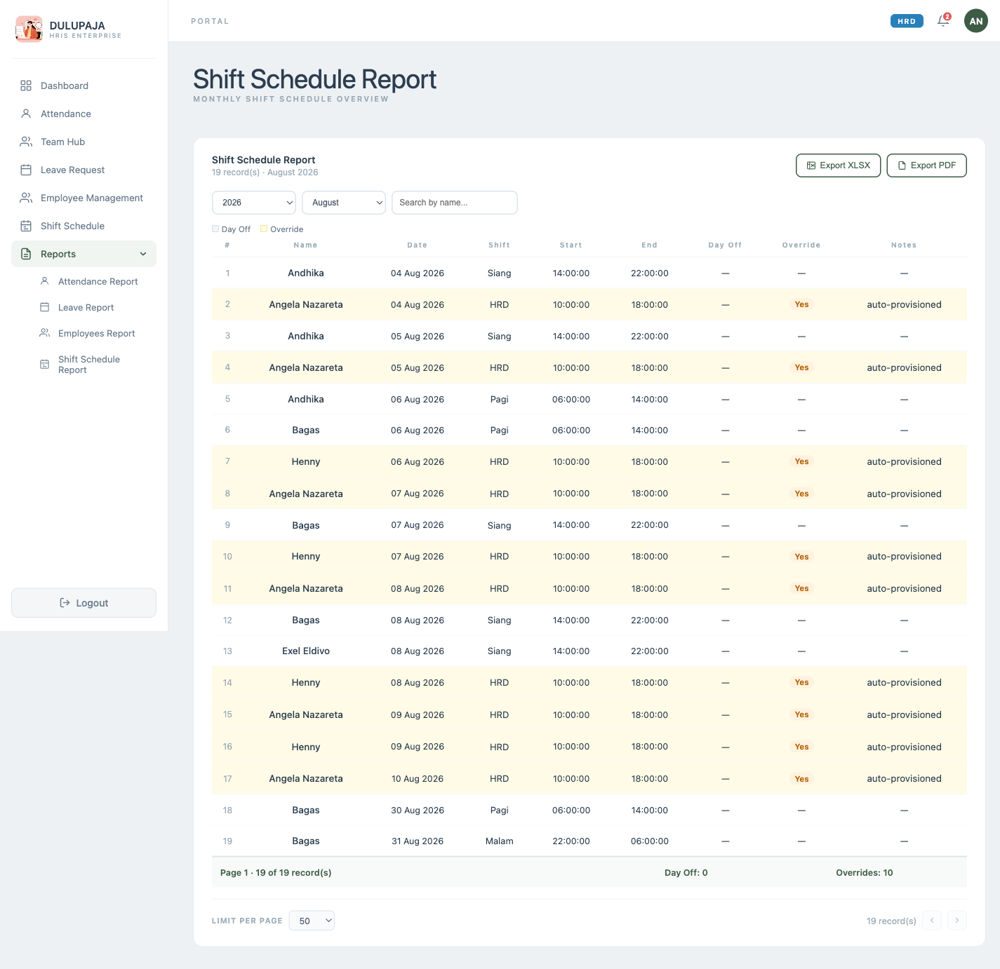 DULUPAJA
HRIS ENTERPRISE
PORTAL
HRD
2
AN
Dashboard
Attendance
Team Hub
Leave Request
Employee Management
Shift Schedule
Reports
Attendance Report
Leave Report
Employees Report
Shift Schedule
Report
Logout
Shift Schedule Report
MONTHLY SHIFT SCHEDULE OVERVIEW
Shift Schedule Report
19 record(s) · August 2026
Export XLSX
Export PDF
2026
August
Search by name...
Day Off
Override
# Name Date Shift Start End Day Off Override Notes
1 Andhika 04 Aug 2026 Siang 14:00:00 22:00:00 — — —
2 Angela Nazareta 04 Aug 2026 HRD 10:00:00 18:00:00 — Yes auto-provisioned
3 Andhika 05 Aug 2026 Siang 14:00:00 22:00:00 — — —
4 Angela Nazareta 05 Aug 2026 HRD 10:00:00 18:00:00 — Yes auto-provisioned
5 Andhika 06 Aug 2026 Pagi 06:00:00 14:00:00 — — —
6 Bagas 06 Aug 2026 Pagi 06:00:00 14:00:00 — — —
7 Henny 06 Aug 2026 HRD 10:00:00 18:00:00 — Yes auto-provisioned
8 Angela Nazareta 07 Aug 2026 HRD 10:00:00 18:00:00 — Yes auto-provisioned
9 Bagas 07 Aug 2026 Siang 14:00:00 22:00:00 — — —
10 Henny 07 Aug 2026 HRD 10:00:00 18:00:00 — Yes auto-provisioned
11 Angela Nazareta 08 Aug 2026 HRD 10:00:00 18:00:00 — Yes auto-provisioned
12 Bagas 08 Aug 2026 Siang 14:00:00 22:00:00 — — —
13 Exel Eldivo 08 Aug 2026 Siang 14:00:00 22:00:00 — — —
14 Henny 08 Aug 2026 HRD 10:00:00 18:00:00 — Yes auto-provisioned
15 Angela Nazareta 09 Aug 2026 HRD 10:00:00 18:00:00 — Yes auto-provisioned
16 Henny 09 Aug 2026 HRD 10:00:00 18:00:00 — Yes auto-provisioned
17 Angela Nazareta 10 Aug 2026 HRD 10:00:00 18:00:00 — Yes auto-provisioned
18 Bagas 30 Aug 2026 Pagi 06:00:00 14:00:00 — — —
19 Bagas 31 Aug 2026 Malam 22:00:00 06:00:00 — — —
Page 1 · 19 of 19 record(s) Day Off: 0 Overrides: 10
LIMIT PER PAGE 50
19 record(s)